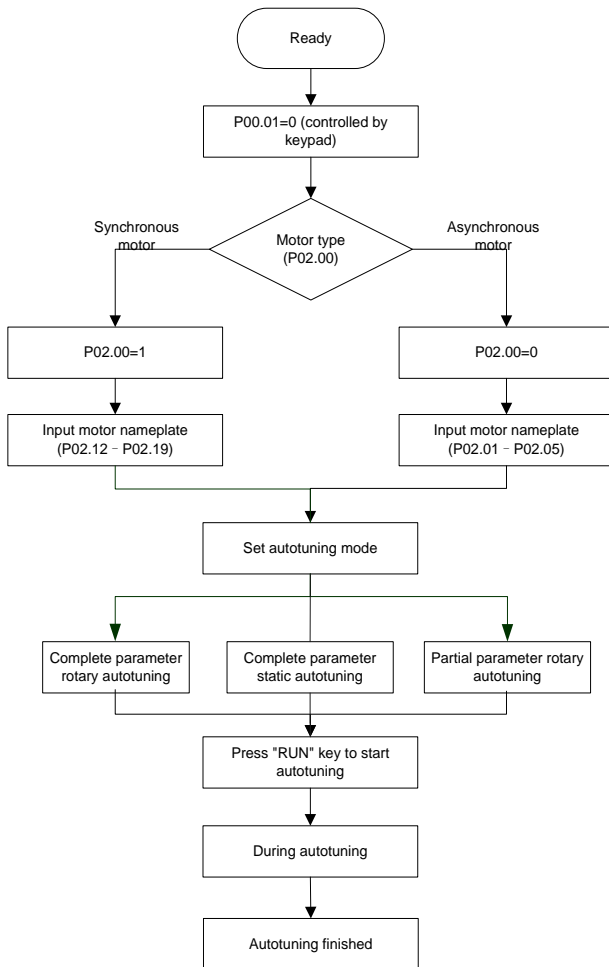 Ready
P00.01=0 (controlled by
keypad)
Synchronous
motor
Motor type
(P02.00)
Asynchronous
motor
P02.00=1
P02.00=0
Input motor nameplate
(P02.12–P02.19)
Input motor nameplate
(P02.01–P02.05)
Set autotuning mode
Complete parameter
rotary autotuning
Complete parameter
static autotuning
Partial parameter rotary
autotuning
Press "RUN" key to start
autotuning
During autotuning
Autotuning finished